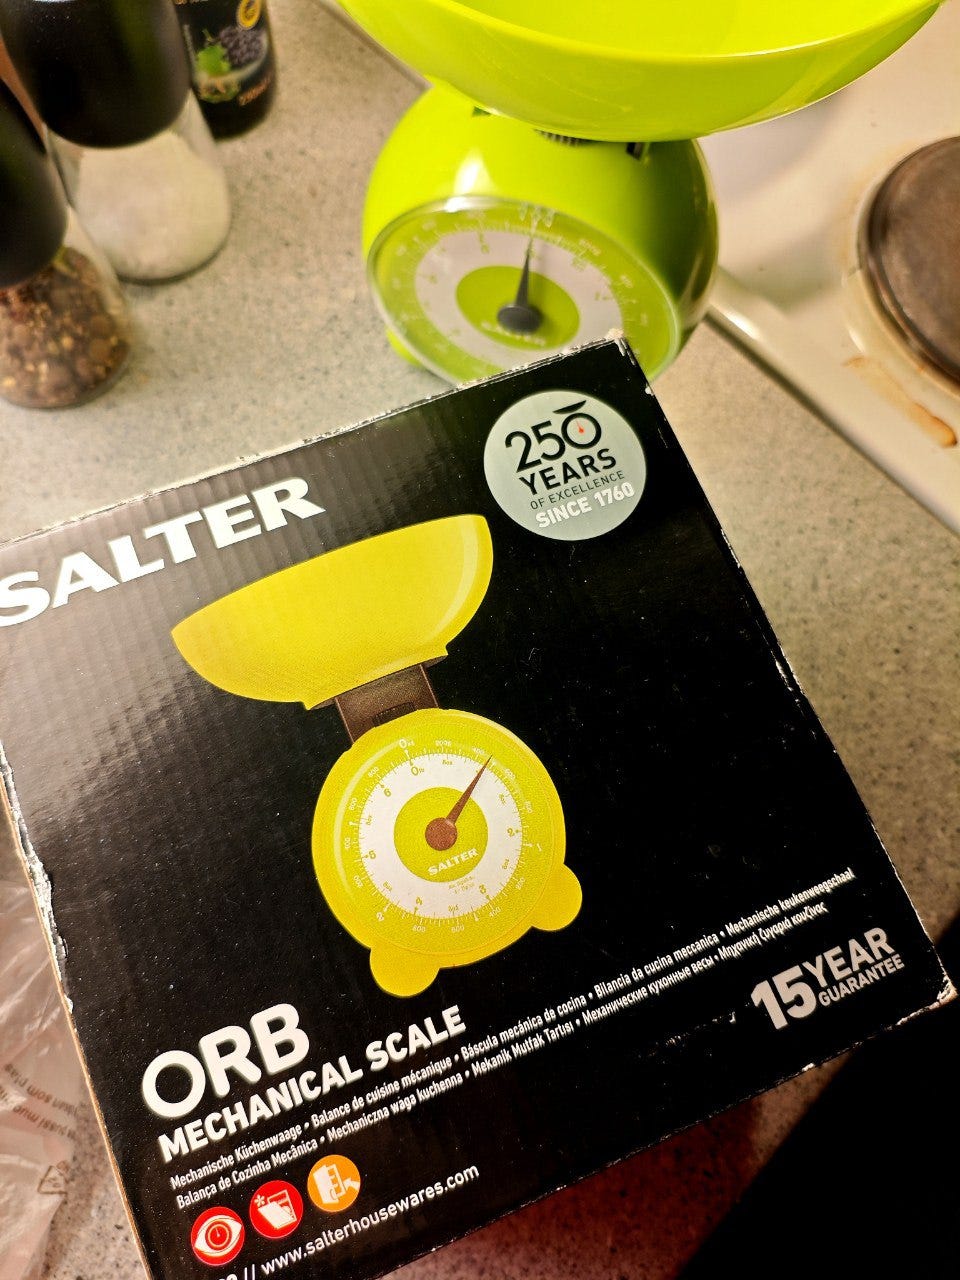 SALTER
SALTER
250
YEARS
OF EXCELLENCE
SINCE 1760
SALTER
ORB
MECHANICAL SCALE
Mechanische Küchenwaage • Balance de cuisine mécanique • Báscula mecánica de cocina • Bilancia da cucina meccanica • Mechanische keukenweegschaal
Balança de Cozinha Mecânica • Mechaniczna waga kuchenna • Mekanik Mutfak Tartısı • Механические кухонные весы • Μηχανική ζυγαριά κουζίνας
15 YEAR
GUARANTEE
// www.salterhousewares.com